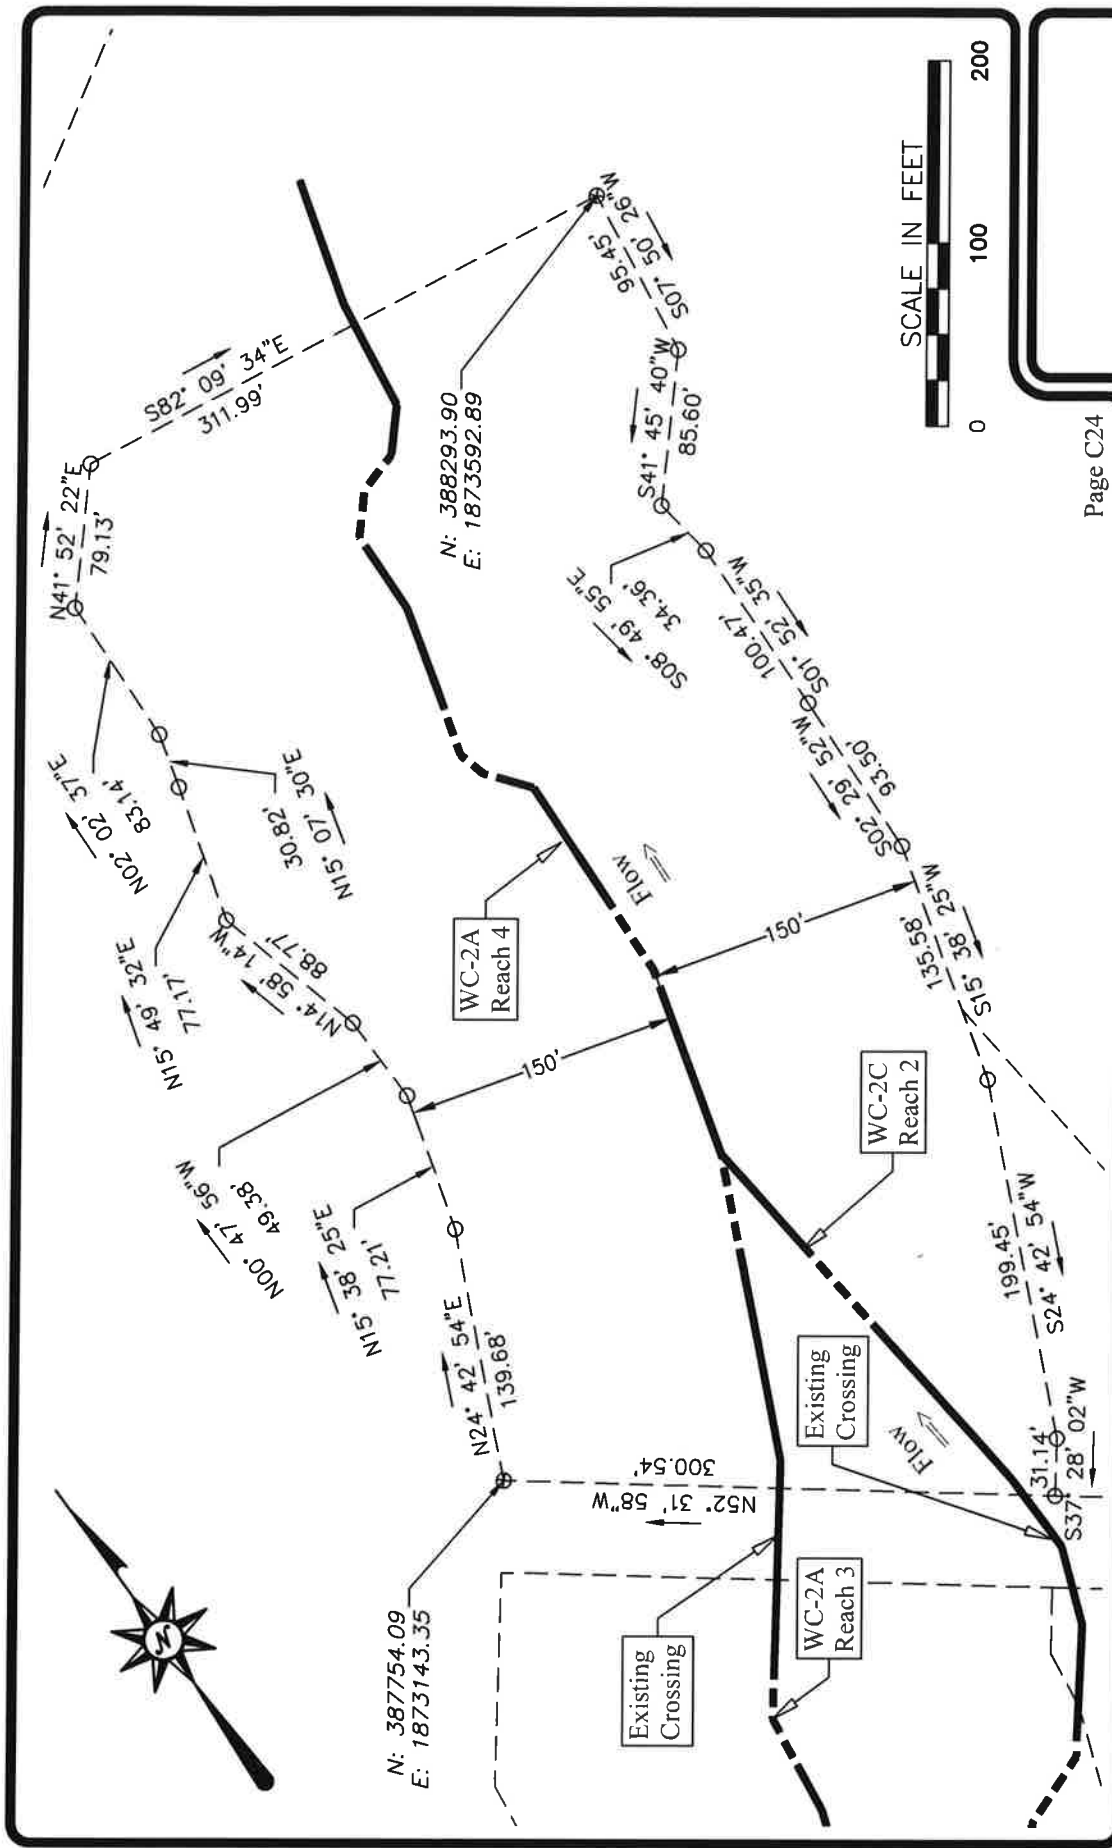 N41° 52' 22"E
79.13'
S82° 09' 34"E
311.99'
N02° 02' 37"E
83.14'
30.82'
N15° 07' 30"E
N15° 49' 32"E
77.17'
N14° 58' 14"W
88.77'
N00° 47' 56"W
49.38'
N15° 38' 25"E
77.21'
N24° 42' 54"E
139.68'
N: 387754.09
E: 1873143.35
N
N52° 31' 58"W
300.54'
N: 388293.90
E: 1873592.89
95.45'
S07° 50' 26"W
S41° 45' 40"W
85.60'
S08° 49' 55"E
34.36'
100.47'
S01° 52' 35"W
S02° 29' 52"W
93.50'
135.58'
S15° 38' 25"W
199.45'
S24° 42' 54"W
31.14'
S37° 28' 02"W
WC-2A
Reach 4
Flow
150'
150'
WC-2C
Reach 2
Existing
Crossing
Flow
Existing
Crossing
WC-2A
Reach 3
SCALE IN FEET
0 100 200
Page C24